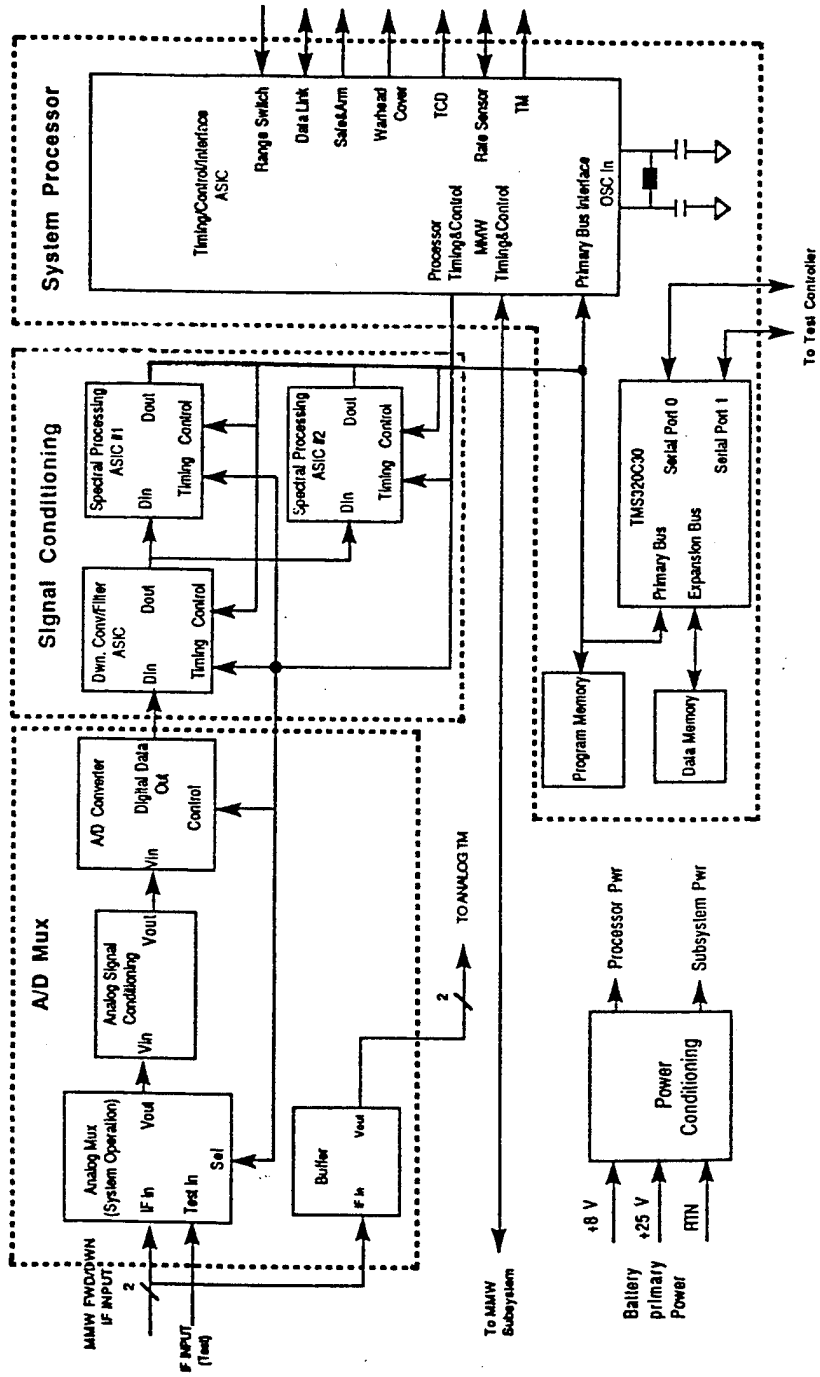 A/D Mux
Signal Conditioning
System Processor
MMW FWD/DWN
IF INPUT
2
IF INPUT
(Test)
Analog Mux
(System Operation)
IF In
Vout
Test In
Sel
Analog Signal
Conditioning
Vin
Vout
A/D Converter
Vin
Digital Data
Out
Control
Buffer
IF In
Vout
2
TO ANALOG TM
Dwn. Conv/Filter
ASIC
Din
Dout
Timing Control
Spectral Processing
ASIC #1
Din
Dout
Timing Control
Spectral Processing
ASIC #2
Din
Dout
Timing Control
Timing/Control/Interface
ASIC
Range Switch
Data Link
Safe&Arm
Warhead
Cover
TCD
Rate Sensor
TM
Processor
Timing&Control
MMW
Timing&Control
Primary Bus Interface
OSC In
To MMW
Subsystem
Program Memory
Data Memory
TMS320C30
Primary Bus
Expansion Bus
Serial Port 0
Serial Port 1
To Test Controller
Battery
primary
Power
+8 V
+25 V
RTN
Power
Conditioning
Processor Pwr
Subsystem Pwr